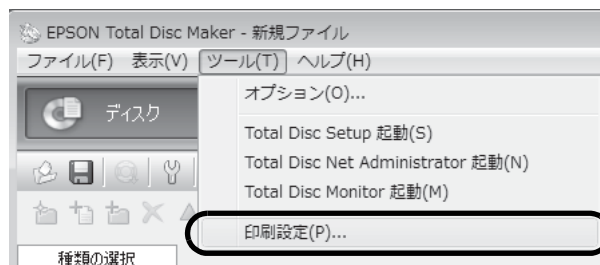 EPSON Total Disc Maker - 新規ファイル
ファイル(F) 表示(V) ツール(T) ヘルプ(H)
ディスク
オプション(O)...
Total Disc Setup 起動(S)
Total Disc Net Administrator 起動(N)
Total Disc Monitor 起動(M)
印刷設定(P)...
種類の選択